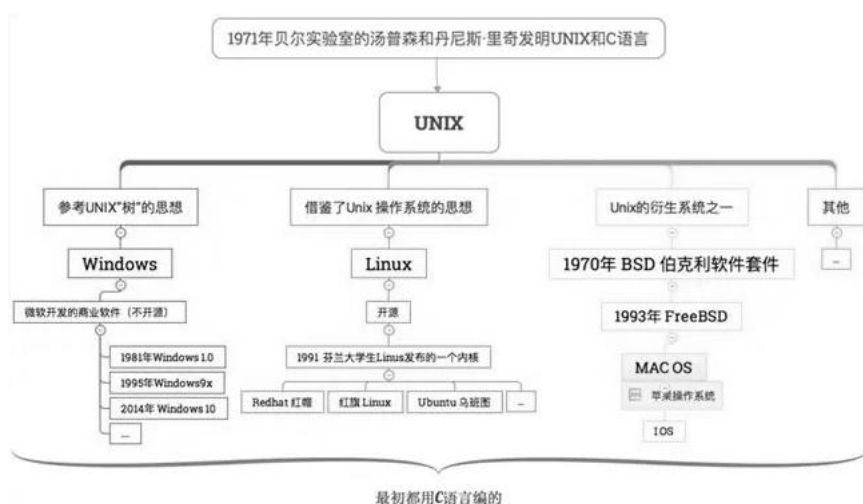 1971年贝尔实验室的汤普森和丹尼斯·里奇发明UNIX和C语言
UNIX
参考UNIX"树"的思想
借鉴了Unix 操作系统的思想
Unix的衍生系统之一
其他
Windows
Linux
1970年 BSD 伯克利软件套件
...
微软开发的商业软件（不开源）
开源
1993年 FreeBSD
1981年Windows 1.0
1991 芬兰大学生Linus发布的一个内核
MAC OS
1995年Windows9x
Redhat 红帽
红旗 Linux
Ubuntu 乌班图
...
苹果操作系统
2014年 Windows 10
...
IOS
最初都用C语言编的